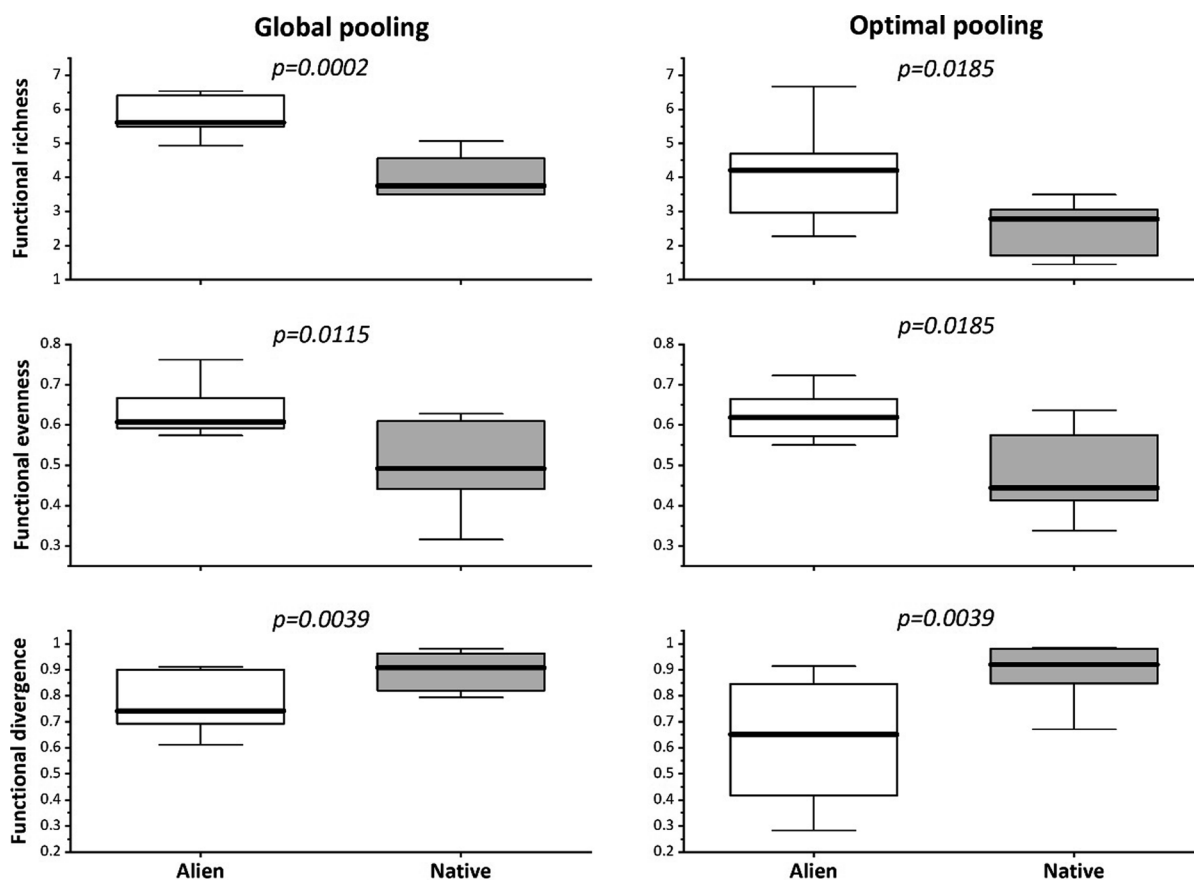 Global pooling
Optimal pooling
p=0.0002
p=0.0185
Functional richness
7
6
5
4
3
2
1
7
6
5
4
3
2
1
p=0.0115
p=0.0185
Functional evenness
0.8
0.7
0.6
0.5
0.4
0.3
0.8
0.7
0.6
0.5
0.4
0.3
p=0.0039
p=0.0039
Functional divergence
1
0.9
0.8
0.7
0.6
0.5
0.4
0.3
0.2
1
0.9
0.8
0.7
0.6
0.5
0.4
0.3
0.2
Alien
Native
Alien
Native